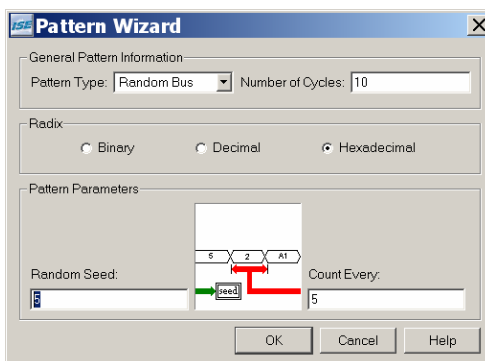 ISE Pattern Wizard
General Pattern Information
Pattern Type: Random Bus Number of Cycles: 10
Radix
Binary Decimal Hexadecimal
Pattern Parameters
5 2 A1
Random Seed: seed Count Every:
5 5
OK Cancel Help